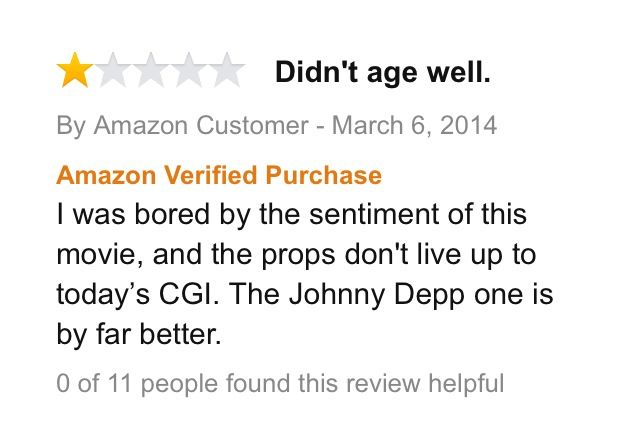 Didn't age well.
By Amazon Customer - March 6, 2014
Amazon Verified Purchase
I was bored by the sentiment of this
movie, and the props don't live up to
today’s CGI. The Johnny Depp one is
by far better.
0 of 11 people found this review helpful